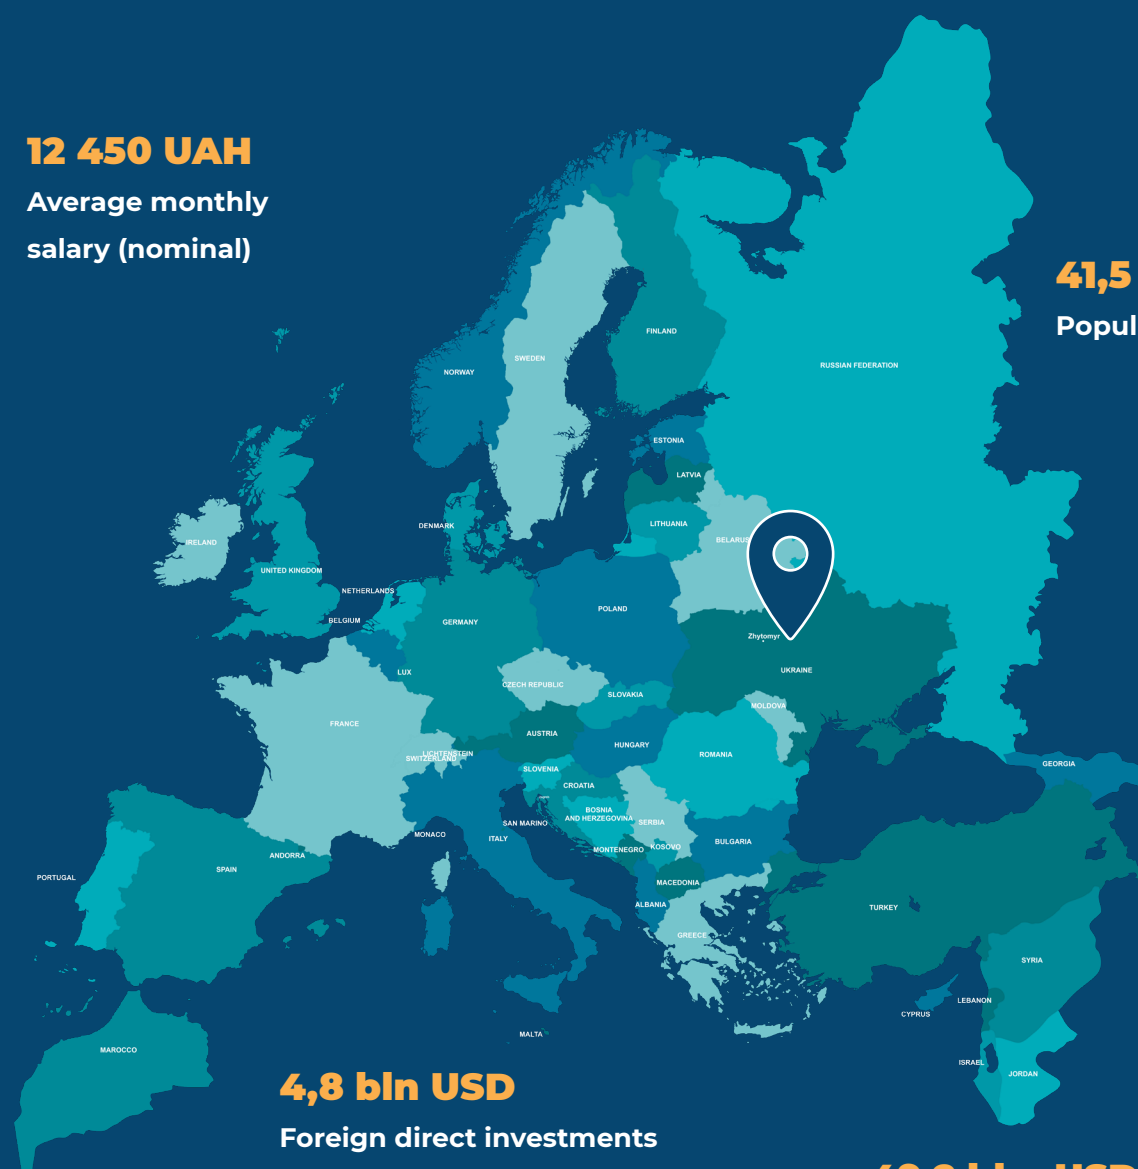 12 450 UAH
Average monthly
salary (nominal)
41,5
Popul
RUSSIAN FEDERATION
FINLAND
SWEDEN
NORWAY
ESTONIA
LATVIA
LITHUANIA
DENMARK
BELARUS
IRELAND
UNITED KINGDOM
NETHERLANDS
POLAND
BELGIUM
GERMANY
Zhytomyr
UKRAINE
LUX
CZECH REPUBLIC
SLOVAKIA
MOLDOVA
FRANCE
AUSTRIA
HUNGARY
LICHTENSTEIN
SWITZERLAND
ROMANIA
GEORGIA
SLOVENIA
CROATIA
BOSNIA
AND HERZEGOVINA
SAN MARINO
SERBIA
MONACO
ITALY
BULGARIA
MONTENEGRO
KOSOVO
ANDORRA
SPAIN
PORTUGAL
MACEDONIA
ALBANIA
TURKEY
GREECE
SYRIA
LEBANON
CYPRUS
MALTA
MAROCCO
ISRAEL
JORDAN
4,8 bln USD
Foreign direct investments